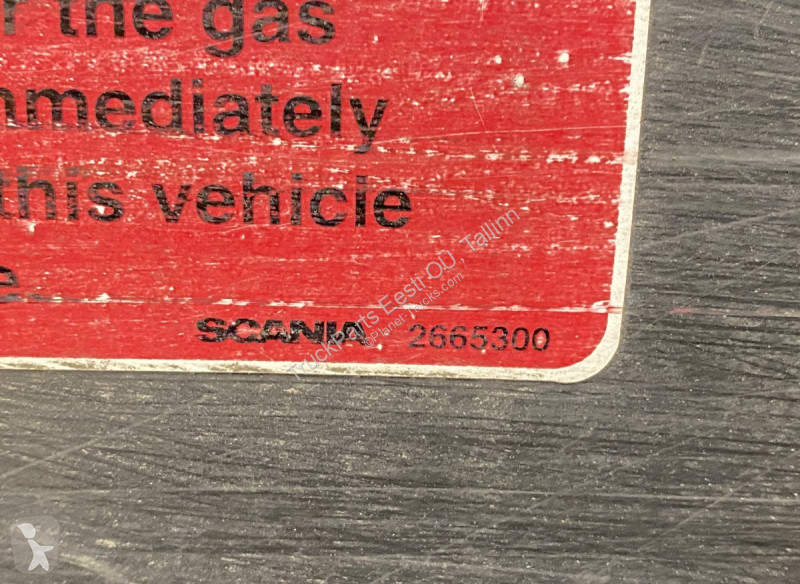 r the gas
mmediately
this vehicle
e
SCANIA 2665300
TruckParts Eesti OÜ, Tallinn
©Planet-Trucks.com